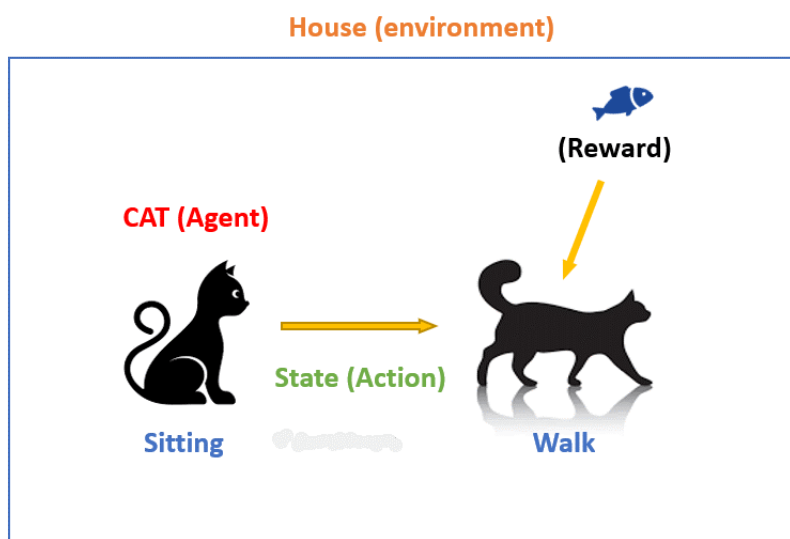 House (environment)
(Reward)
CAT (Agent)
State (Action)
Sitting
Walk